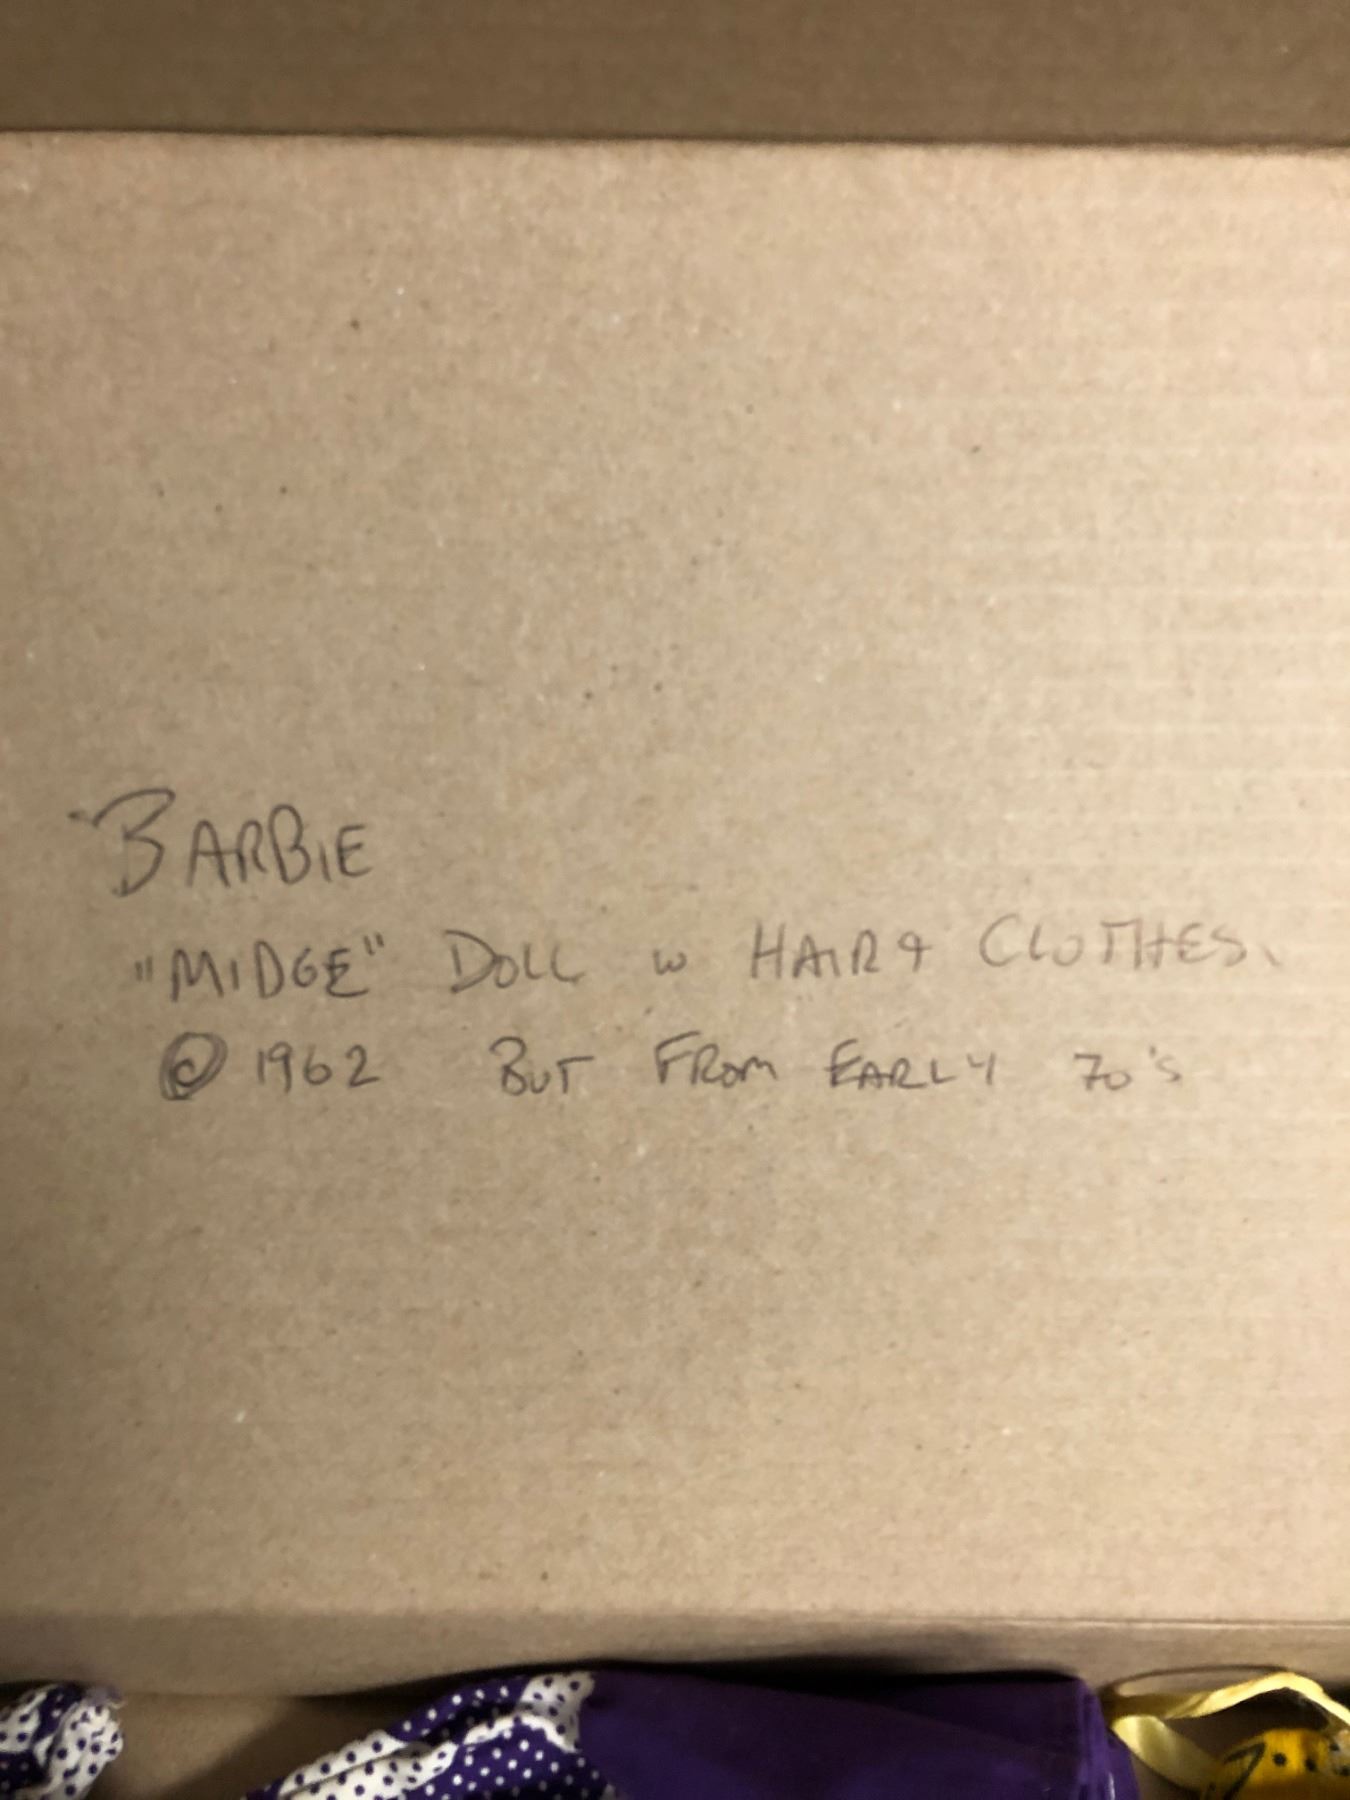 BARBIE
"MIDGE" DOLL w HAIR & CLOTHES.
© 1962 BUT FROM EARLY 70's